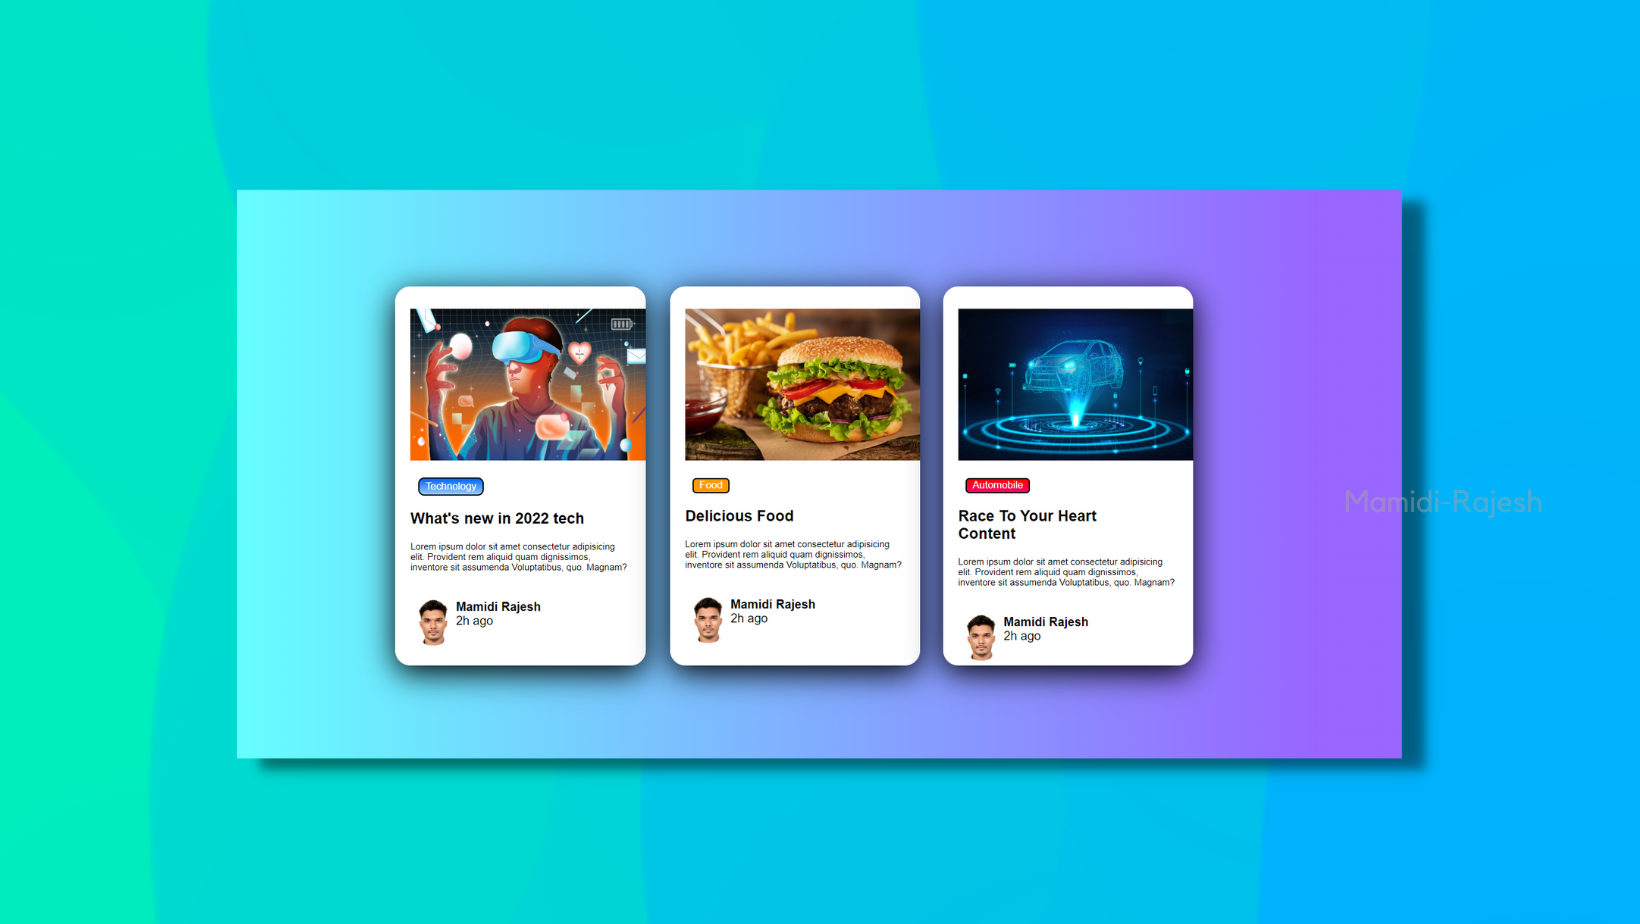 Technology
What's new in 2022 tech
Lorem ipsum dolor sit amet consectetur adipisicing
elit. Provident rem aliquid quam dignissimos,
inventore sit assumenda Voluptatibus, quo. Magnam?
Mamidi Rajesh
2h ago
Food
Delicious Food
Lorem ipsum dolor sit amet consectetur adipisicing
elit. Provident rem aliquid quam dignissimos,
inventore sit assumenda Voluptatibus, quo. Magnam?
Mamidi Rajesh
2h ago
Automobile
Race To Your Heart
Content
Lorem ipsum dolor sit amet consectetur adipisicing
elit. Provident rem aliquid quam dignissimos,
inventore sit assumenda Voluptatibus, quo. Magnam?
Mamidi Rajesh
2h ago
Mamidi-Rajesh